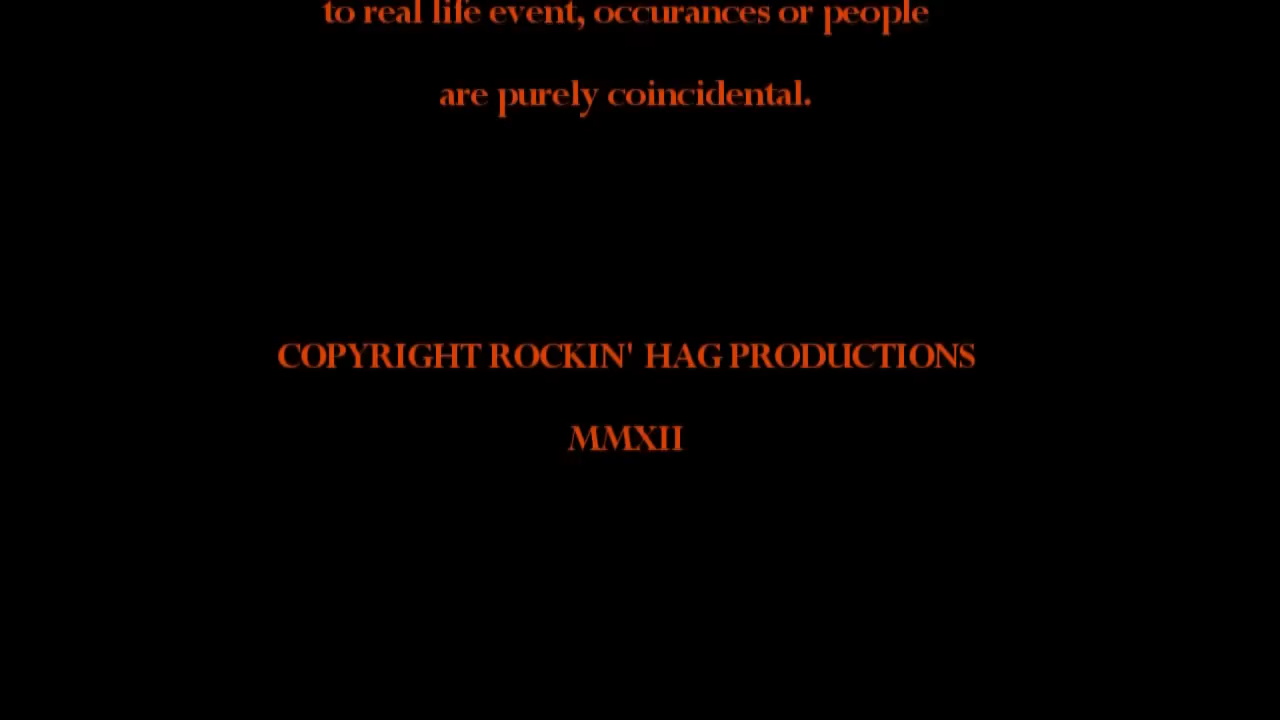 to real life event, occurances or people
are purely coincidental.
COPYRIGHT ROCKIN' HAG PRODUCTIONS
MMXII